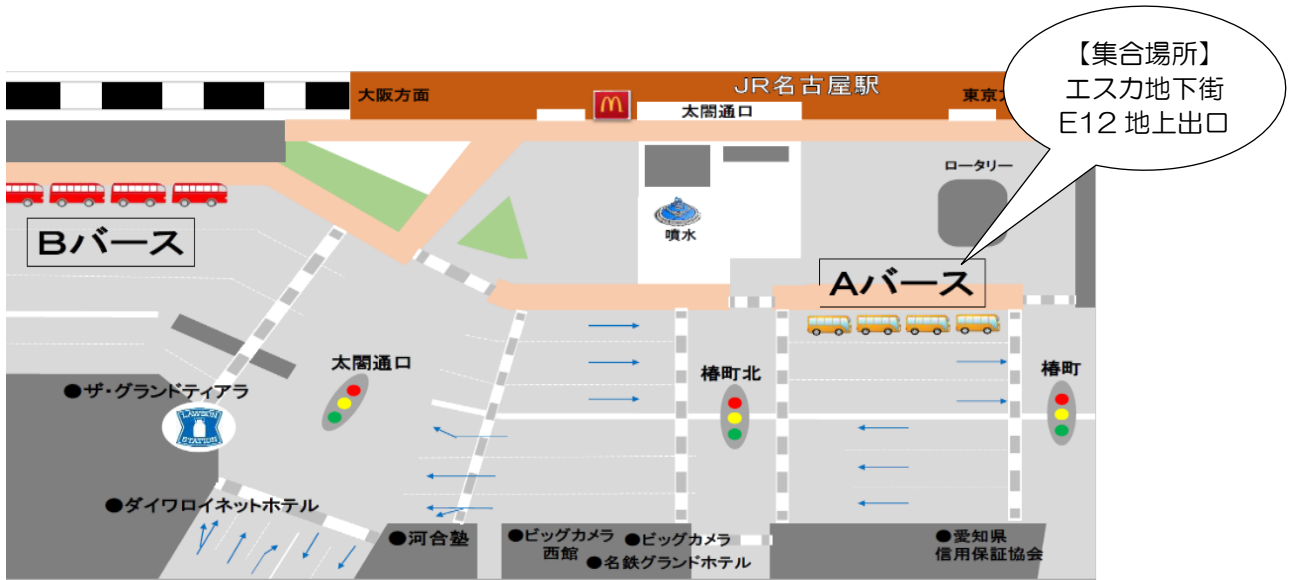 【集合場所】
エスカ地下街
E12 地上出口
JR名古屋駅
大阪方面
東京
太閤通口
ロータリー
噴水
Bバース
Aバース
太閤通口
椿町北
椿町
●ザ・グランドティアラ
LAWSON
STATION
●ダイワロイネットホテル
●河合塾
●ビッグカメラ
西館
●ビッグカメラ
●名鉄グランドホテル
●愛知県
信用保証協会